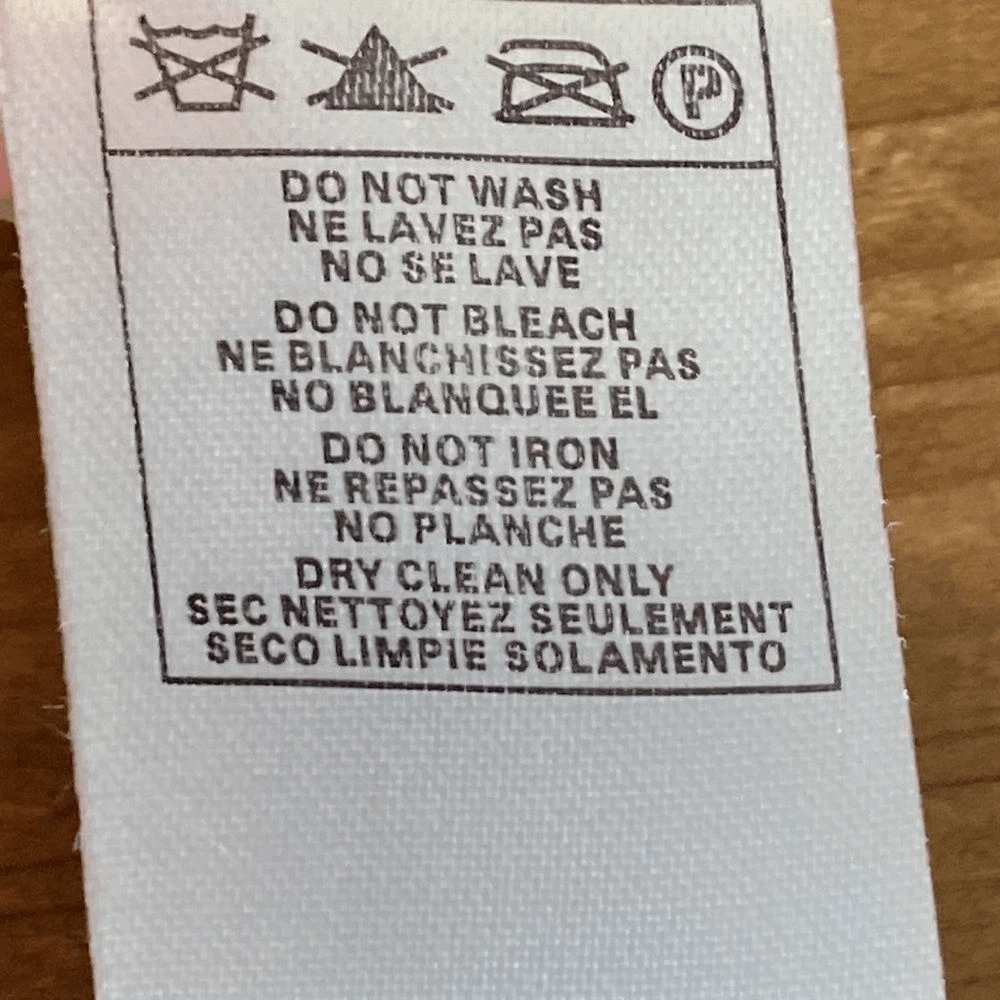 P
DO NOT WASH
NE LAVEZ PAS
NO SE LAVE
DO NOT BLEACH
NE BLANCHISSEZ PAS
NO BLANQUEE EL
DO NOT IRON
NE REPASSEZ PAS
NO PLANCHE
DRY CLEAN ONLY
SEC NETTOYEZ SEULEMENT
SECO LIMPIE SOLAMENTO